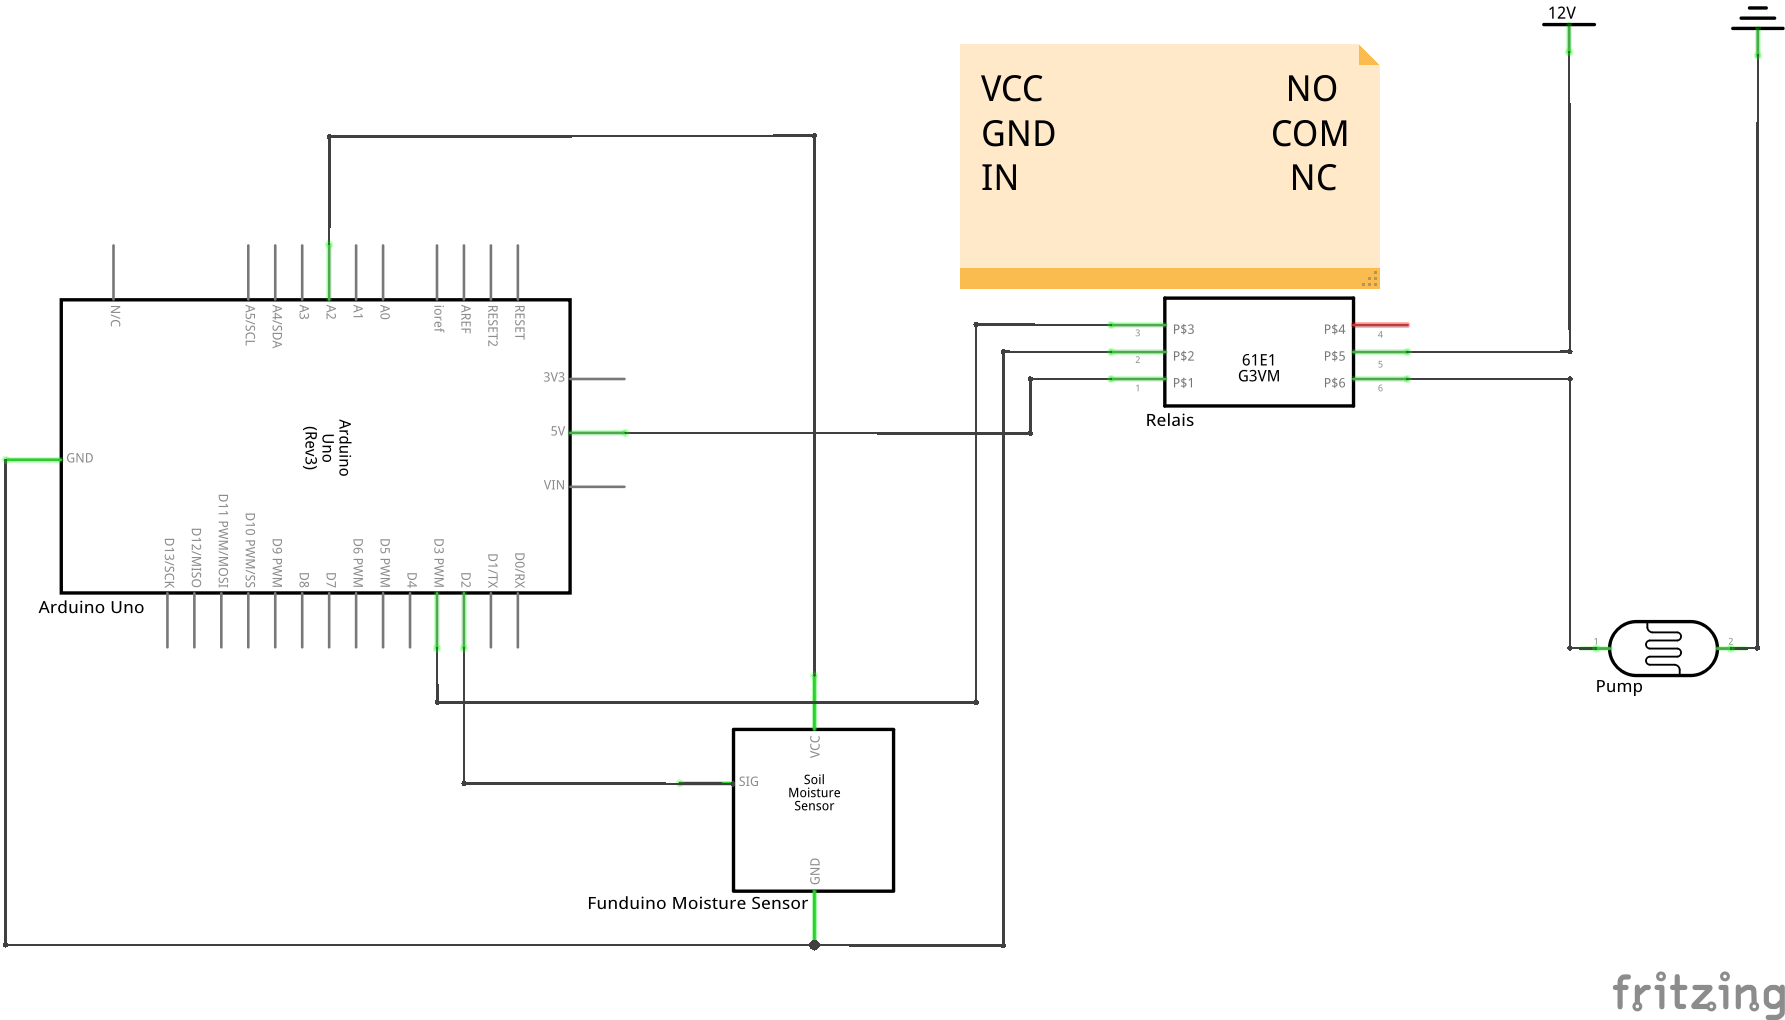 12V
VCC NO
GND COM
IN NC
N/C
A5/SCL
A4/SDA
A3
A2
A1
A0
ioref
AREF
RESET2
RESET
3V3
5V
VIN
GND
Arduino
Uno
(Rev3)
D13/SCK
D12/MISO
D11 PWM/MOSI
D10 PWM/SS
D9 PWM
D8
D7
D6 PWM
D5 PWM
D4
D3 PWM
D2
D1/TX
D0/RX
Arduino Uno
3 P$3 P$4 4
2 P$2 P$5 5
1 P$1 P$6 6
61E1
G3VM
Relais
1 2
Pump
VCC
SIG
Soil
Moisture
Sensor
GND
Funduino Moisture Sensor
fritzing